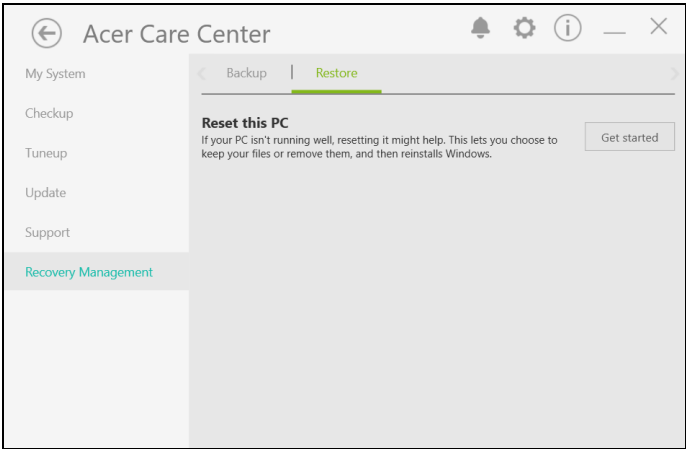 Acer Care Center
My System
Backup | Restore
Checkup
Reset this PC
If your PC isn't running well, resetting it might help. This lets you choose to
keep your files or remove them, and then reinstalls Windows.
Get started
Tuneup
Update
Support
Recovery Management